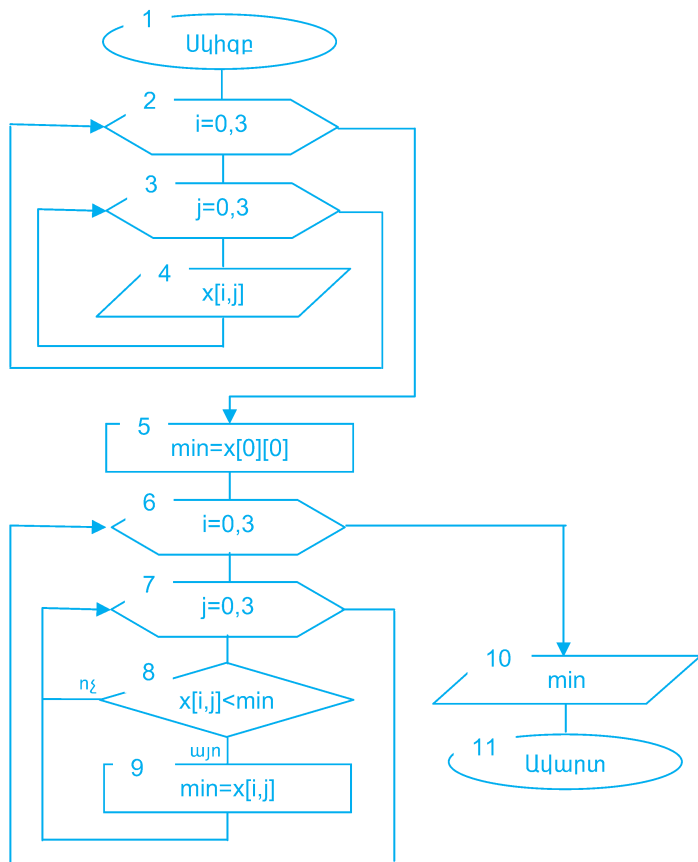 1
Սկիզբ
2
i=0,3
3
j=0,3
4
x[i,j]
5
min=x[0][0]
6
i=0,3
7
j=0,3
8
x[i,j]<min
ոչ
այո
9
min=x[i,j]
10
min
11
Ավարտ